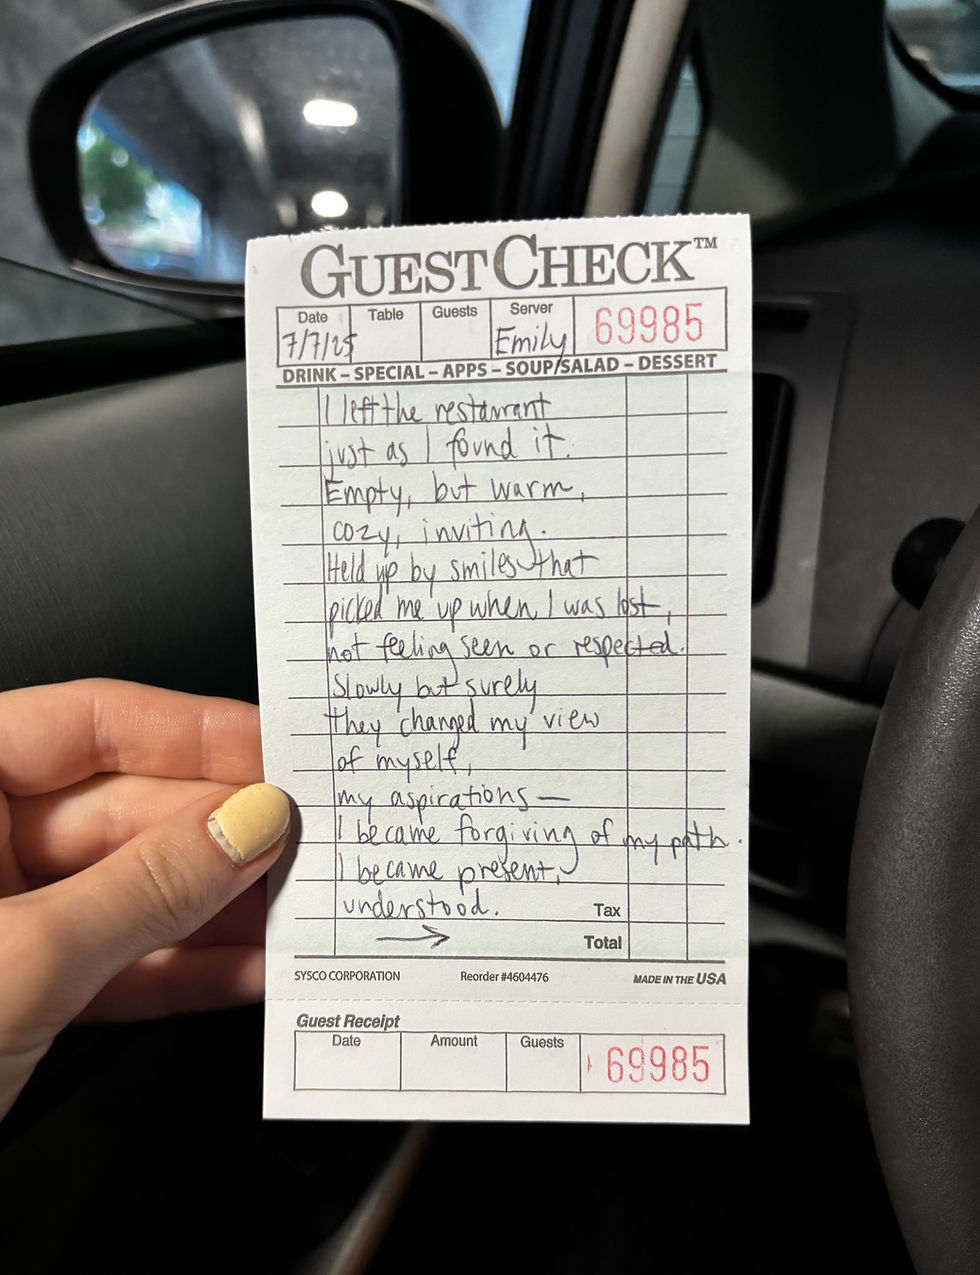 GUEST CHECK™
Date Table Guests Server 69985
7/7/25 Emily
DRINK – SPECIAL – APPS – SOUP/SALAD – DESSERT
I left the restaurant
just as I found it.
Empty, but warm,
cozy, inviting.
Held up by smiles that
picked me up when I was lost,
not feeling seen or respected.
Slowly but surely
they changed my view
of myself,
my aspirations —
I became forgiving of my path.
I became present,
understood. Tax
→ Total
SYSCO CORPORATION Reorder #4604476 MADE IN THE USA
Guest Receipt
Date Amount Guests 69985